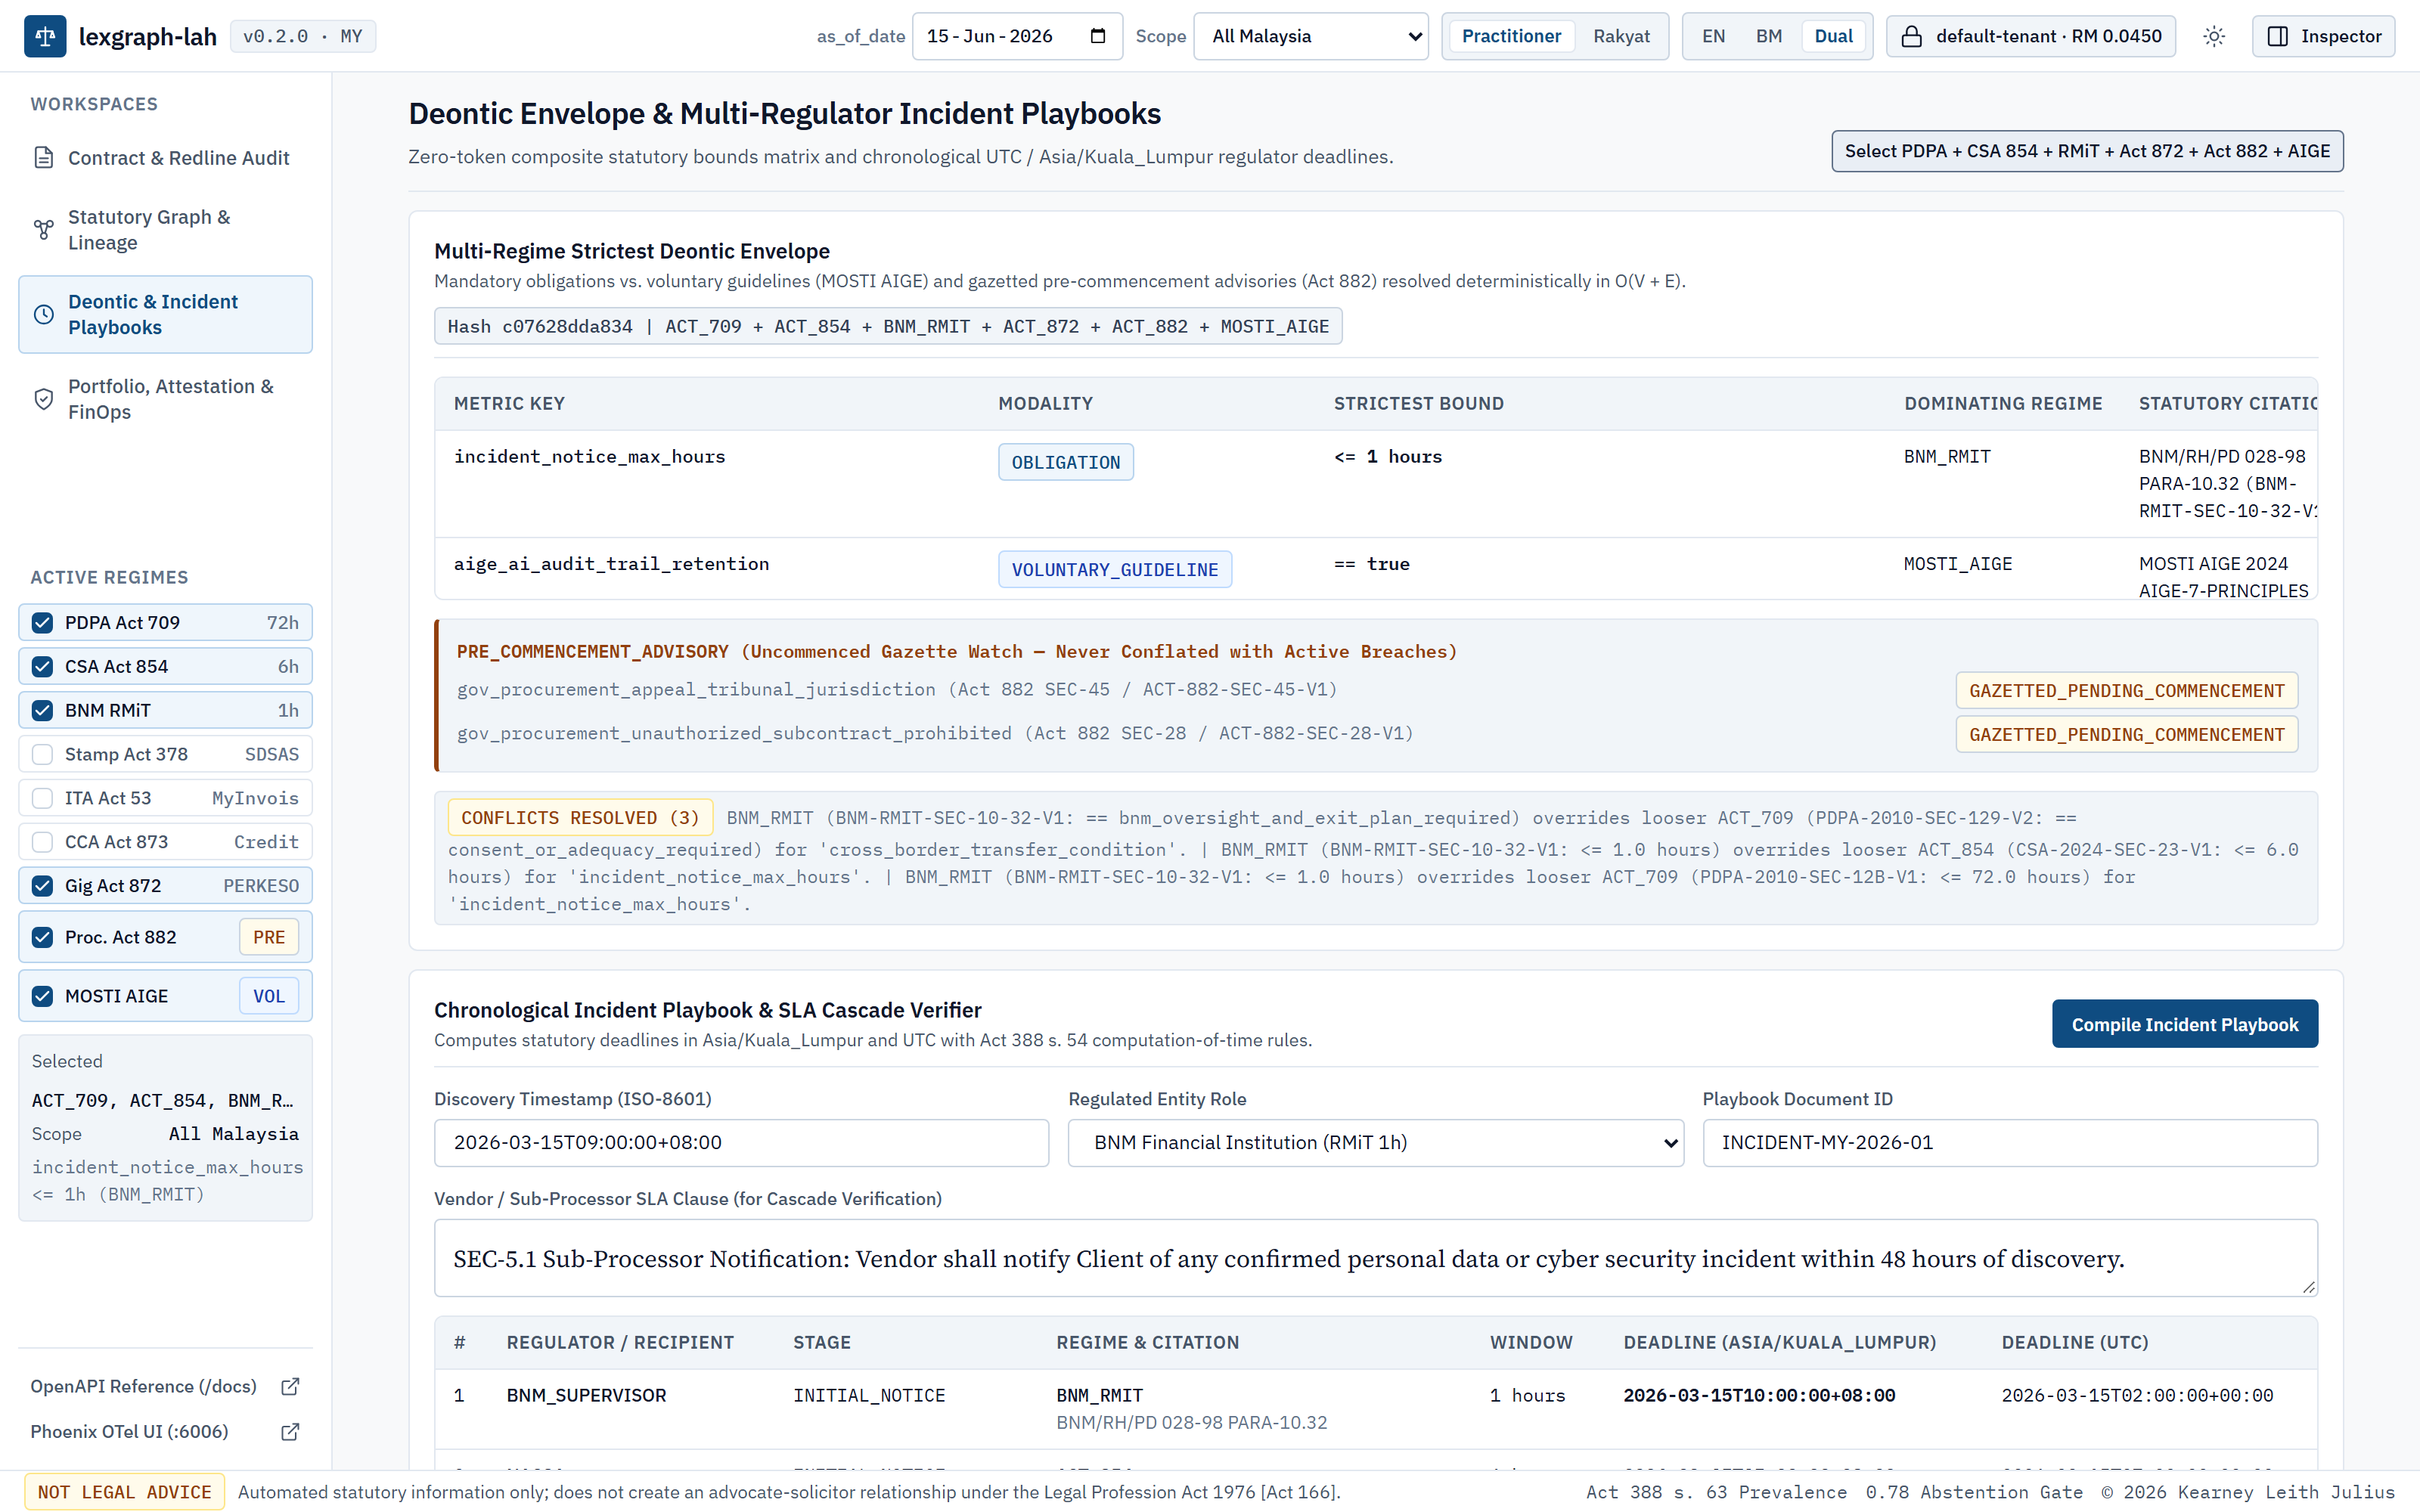 lexgraph-lah v0.2.0 · MY as_of_date 15-Jun-2026 Scope All Malaysia Practitioner Rakyat EN BM Dual default-tenant · RM 0.0450 Inspector
WORKSPACES
Contract & Redline Audit
Statutory Graph &
Lineage
Deontic & Incident
Playbooks
Portfolio, Attestation &
FinOps
ACTIVE REGIMES
PDPA Act 709 72h
CSA Act 854 6h
BNM RMiT 1h
Stamp Act 378 SDSAS
ITA Act 53 MyInvois
CCA Act 873 Credit
Gig Act 872 PERKESO
Proc. Act 882 PRE
MOSTI AIGE VOL
Selected
ACT_709, ACT_854, BNM_R…
Scope All Malaysia
incident_notice_max_hours
<= 1h (BNM_RMIT)
OpenAPI Reference (/docs)
Phoenix OTel UI (:6006)
Deontic Envelope & Multi-Regulator Incident Playbooks
Zero-token composite statutory bounds matrix and chronological UTC / Asia/Kuala_Lumpur regulator deadlines.
Select PDPA + CSA 854 + RMiT + Act 872 + Act 882 + AIGE
Multi-Regime Strictest Deontic Envelope
Mandatory obligations vs. voluntary guidelines (MOSTI AIGE) and gazetted pre-commencement advisories (Act 882) resolved deterministically in O(V + E).
Hash c07628dda834 | ACT_709 + ACT_854 + BNM_RMIT + ACT_872 + ACT_882 + MOSTI_AIGE
METRIC KEY MODALITY STRICTEST BOUND DOMINATING REGIME STATUTORY CITATIO
incident_notice_max_hours OBLIGATION <= 1 hours BNM_RMIT BNM/RH/PD 028-98
PARA-10.32 (BNM-
RMIT-SEC-10-32-V1
aige_ai_audit_trail_retention VOLUNTARY_GUIDELINE == true MOSTI_AIGE MOSTI AIGE 2024
AIGE-7-PRINCIPLES
PRE_COMMENCEMENT_ADVISORY (Uncommenced Gazette Watch — Never Conflated with Active Breaches)
gov_procurement_appeal_tribunal_jurisdiction (Act 882 SEC-45 / ACT-882-SEC-45-V1) GAZETTED_PENDING_COMMENCEMENT
gov_procurement_unauthorized_subcontract_prohibited (Act 882 SEC-28 / ACT-882-SEC-28-V1) GAZETTED_PENDING_COMMENCEMENT
CONFLICTS RESOLVED (3) BNM_RMIT (BNM-RMIT-SEC-10-32-V1: == bnm_oversight_and_exit_plan_required) overrides looser ACT_709 (PDPA-2010-SEC-129-V2: ==
consent_or_adequacy_required) for 'cross_border_transfer_condition'. | BNM_RMIT (BNM-RMIT-SEC-10-32-V1: <= 1.0 hours) overrides looser ACT_854 (CSA-2024-SEC-23-V1: <= 6.0
hours) for 'incident_notice_max_hours'. | BNM_RMIT (BNM-RMIT-SEC-10-32-V1: <= 1.0 hours) overrides looser ACT_709 (PDPA-2010-SEC-12B-V1: <= 72.0 hours) for
'incident_notice_max_hours'.
Chronological Incident Playbook & SLA Cascade Verifier
Computes statutory deadlines in Asia/Kuala_Lumpur and UTC with Act 388 s. 54 computation-of-time rules.
Compile Incident Playbook
Discovery Timestamp (ISO-8601) Regulated Entity Role Playbook Document ID
2026-03-15T09:00:00+08:00 BNM Financial Institution (RMiT 1h) INCIDENT-MY-2026-01
Vendor / Sub-Processor SLA Clause (for Cascade Verification)
SEC-5.1 Sub-Processor Notification: Vendor shall notify Client of any confirmed personal data or cyber security incident within 48 hours of discovery.
# REGULATOR / RECIPIENT STAGE REGIME & CITATION WINDOW DEADLINE (ASIA/KUALA_LUMPUR) DEADLINE (UTC)
1 BNM_SUPERVISOR INITIAL_NOTICE BNM_RMIT 1 hours 2026-03-15T10:00:00+08:00 2026-03-15T02:00:00+00:00
BNM/RH/PD 028-98 PARA-10.32
NOT LEGAL ADVICE Automated statutory information only; does not create an advocate-solicitor relationship under the Legal Profession Act 1976 [Act 166]. Act 388 s. 63 Prevalence 0.78 Abstention Gate © 2026 Kearney Leith Julius